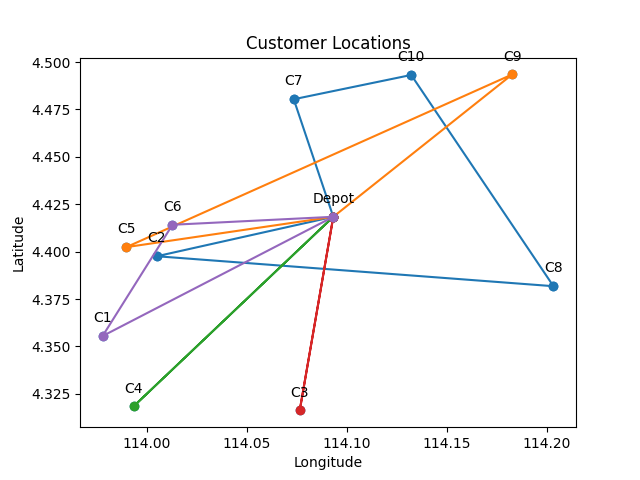 Customer Locations
4.500
4.475
4.450
4.425
4.400
4.375
4.350
4.325
Latitude
C10
C9
C7
Depot
C6
C5
C2
C8
C1
C4
C3
114.00
114.05
114.10
114.15
114.20
Longitude